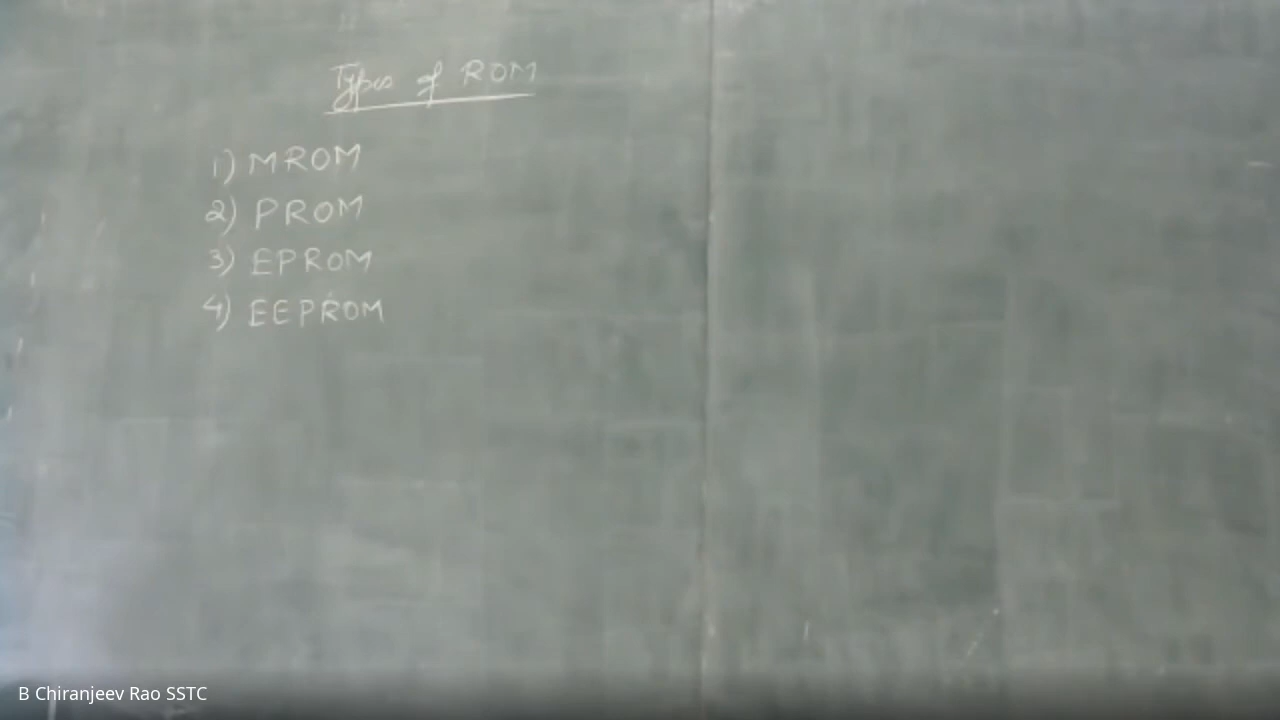 Types of ROM
1) MROM
2) PROM
3) EPROM
4) EEPROM
B Chiranjeev Rao SSTC